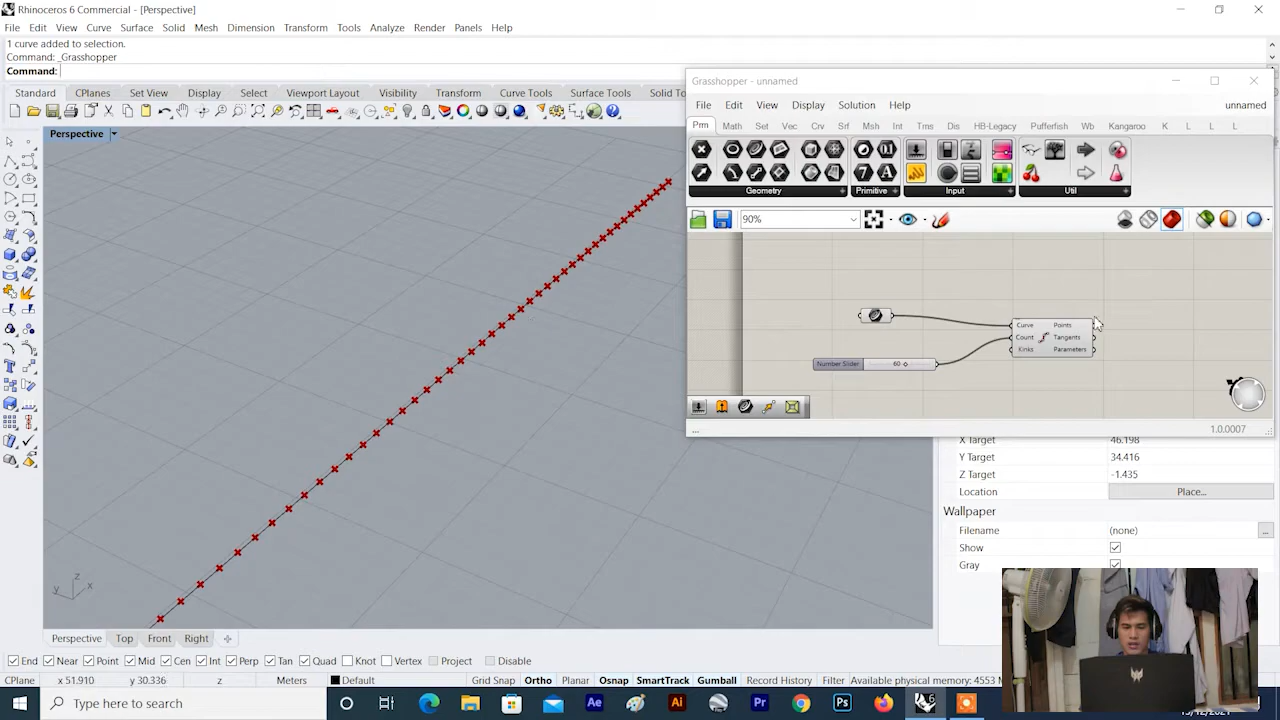 Rhinoceros 6 Commercial - [Perspective]
File Edit View Curve Surface Solid Mesh Dimension Transform Tools Analyze Render Panels Help
1 curve added to selection.
Command: _Grasshopper
Command:
Standard CPlanes Set View Display Select Viewport Layout Visibility Transform Curve Tools Surface Tools Solid To
Perspective
Grasshopper - unnamed
File Edit View Display Solution Help unnamed
Prm Math Set Vec Crv Srf Msh Int Trns Dis HB-Legacy Pufferfish Wb Kangaroo K L L L
Geometry Primitive Input Util
90%
Curve Points
Count Tangents
Kinks Parameters
Number Slider 60
...
1.0.0007
X Target 46.198
Y Target 34.416
Z Target -1.435
Location Place...
Wallpaper
Filename (none) ...
Show
Gray
z
y x
Perspective Top Front Right
End Near Point Mid Cen Int Perp Tan Quad Knot Vertex Project Disable
CPlane x 51.910 y 30.336 z Meters Default Grid Snap Ortho Planar Osnap SmartTrack Gumball Record History Filter Available physical memory: 4553 M
Type here to search